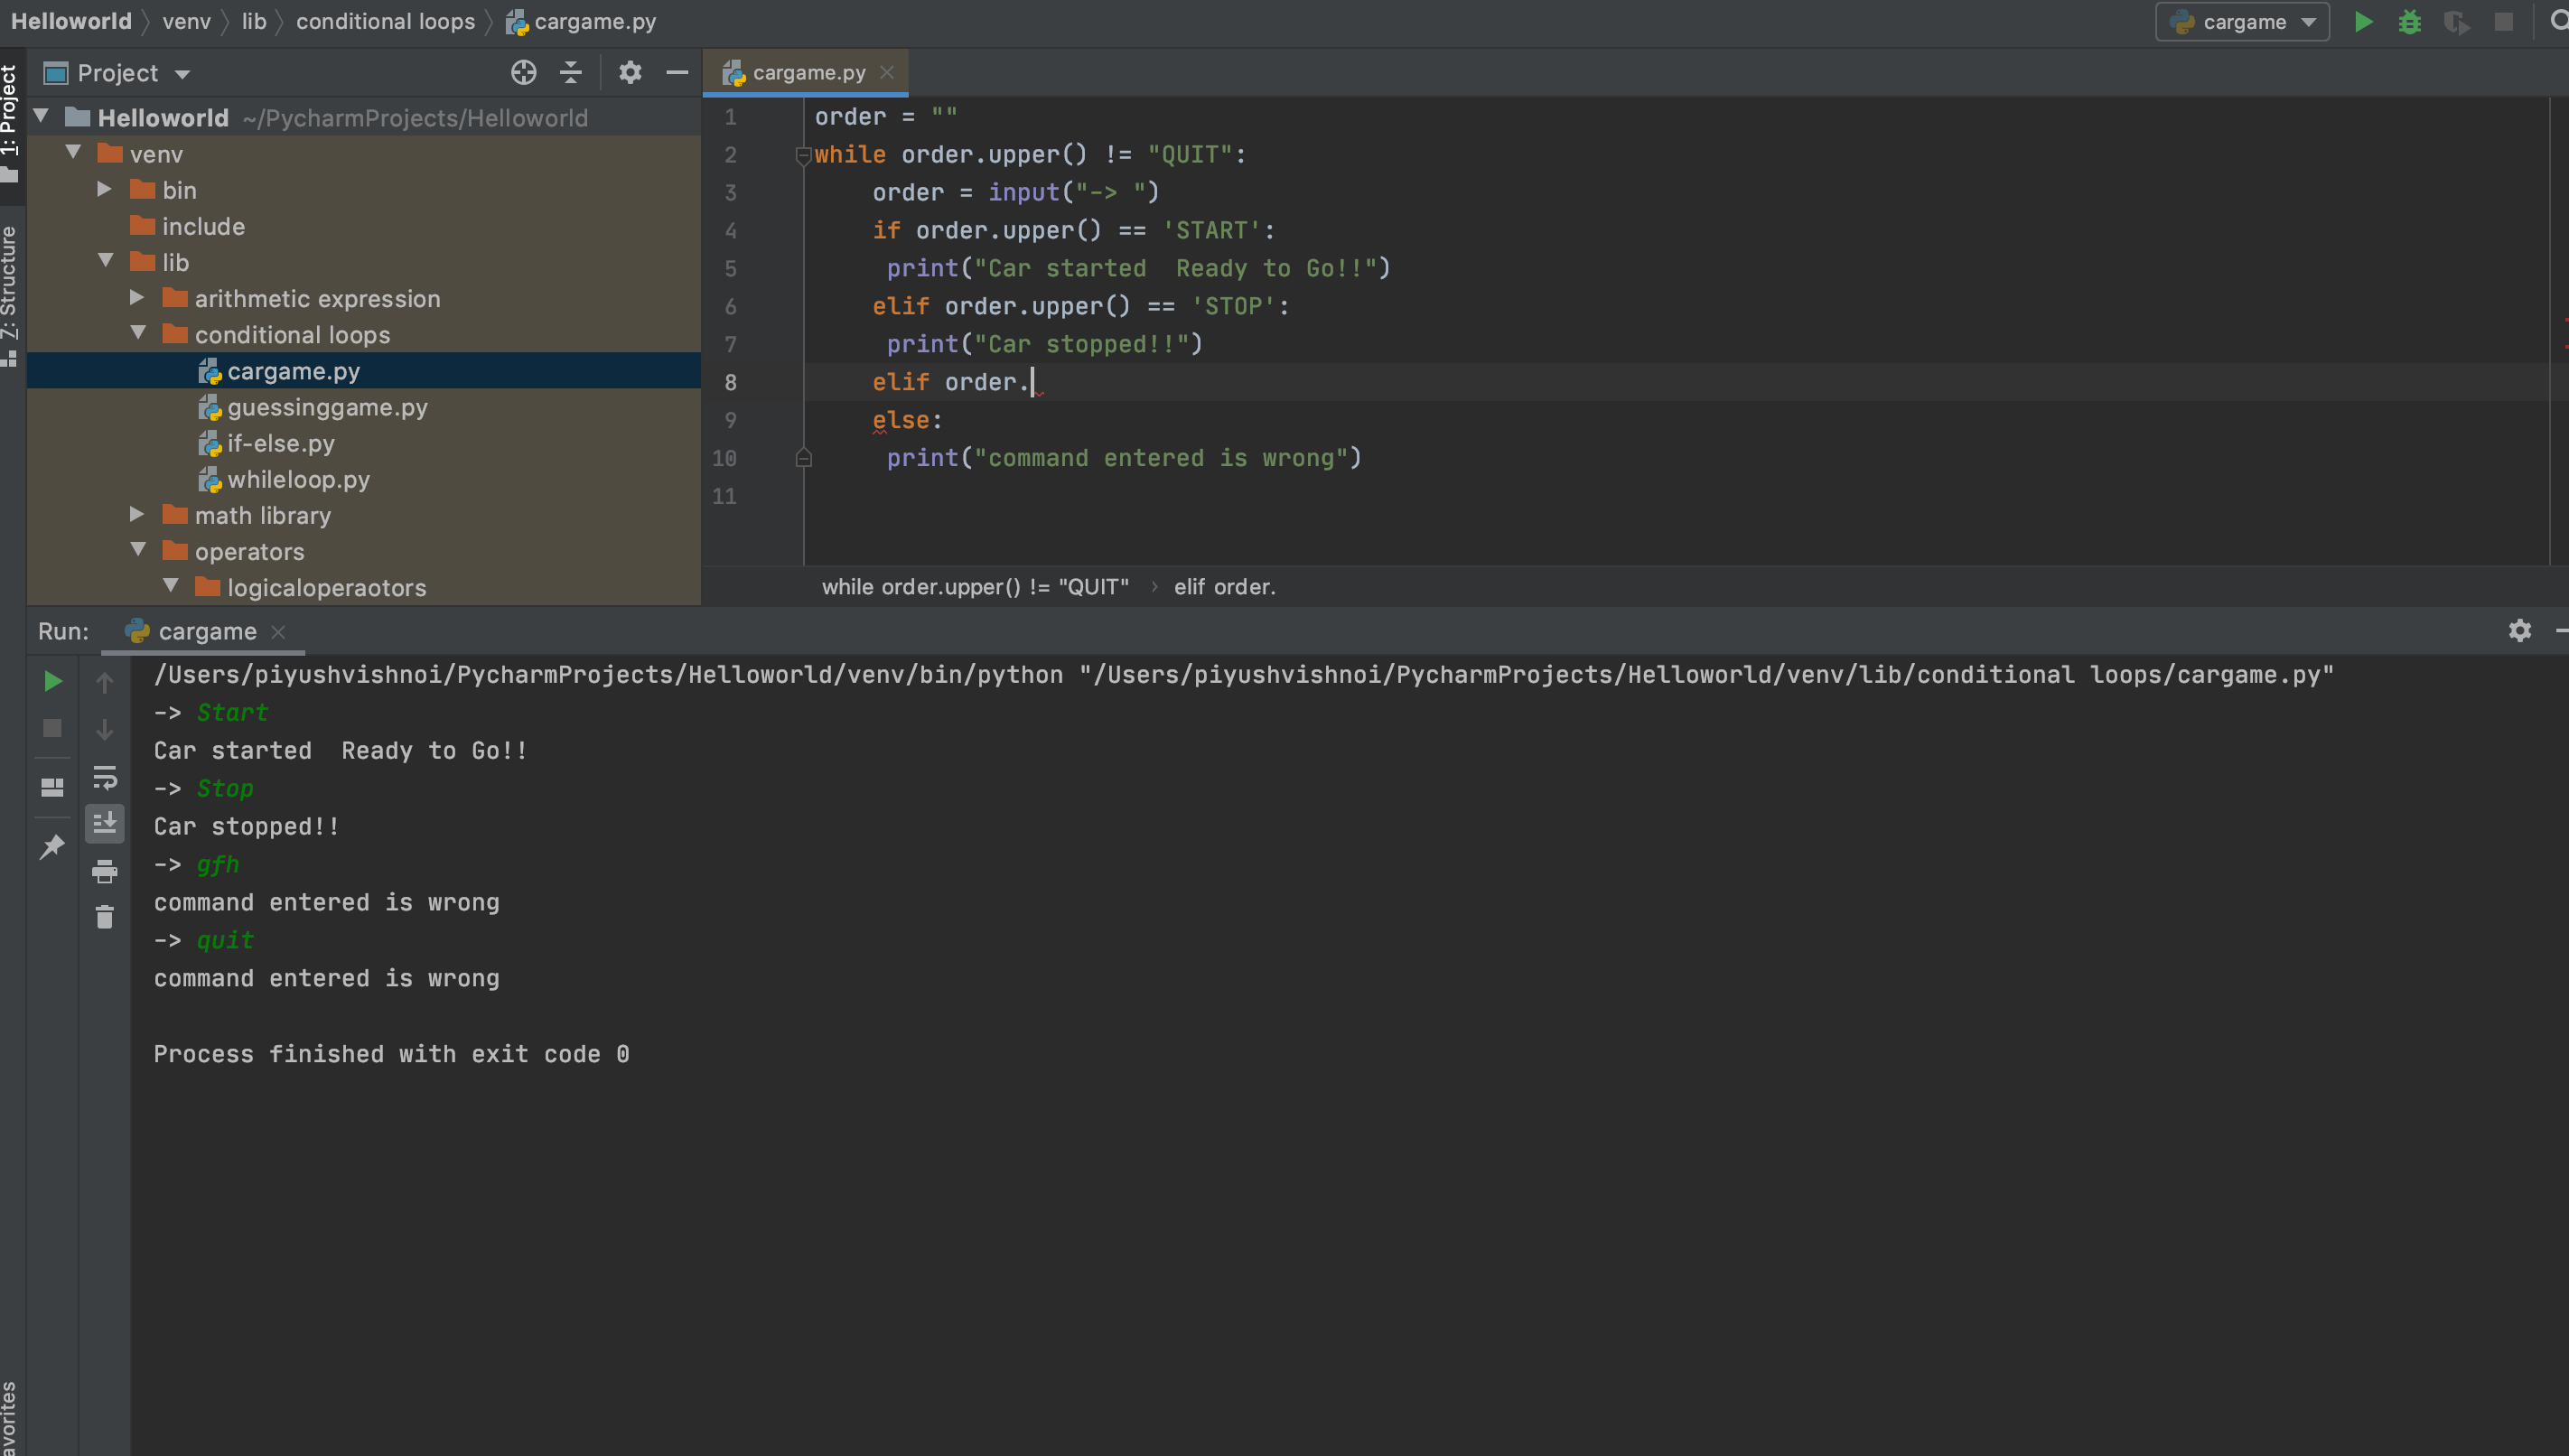 Helloworld venv lib conditional loops cargame.py
cargame
1: Project
7: Structure
avorites
Project
Helloworld ~/PycharmProjects/Helloworld
venv
bin
include
lib
arithmetic expression
conditional loops
cargame.py
guessinggame.py
if-else.py
whileloop.py
math library
operators
logicaloperaotors
cargame.py
1 order = ""
2 while order.upper() != "QUIT":
3 order = input("-> ")
4 if order.upper() == 'START':
5 print("Car started  Ready to Go!!")
6 elif order.upper() == 'STOP':
7 print("Car stopped!!")
8 elif order.
9 else:
10 print("command entered is wrong")
11
while order.upper() != "QUIT" › elif order.
Run: cargame
/Users/piyushvishnoi/PycharmProjects/Helloworld/venv/bin/python "/Users/piyushvishnoi/PycharmProjects/Helloworld/venv/lib/conditional loops/cargame.py"
-> Start
Car started  Ready to Go!!
-> Stop
Car stopped!!
-> gfh
command entered is wrong
-> quit
command entered is wrong
Process finished with exit code 0